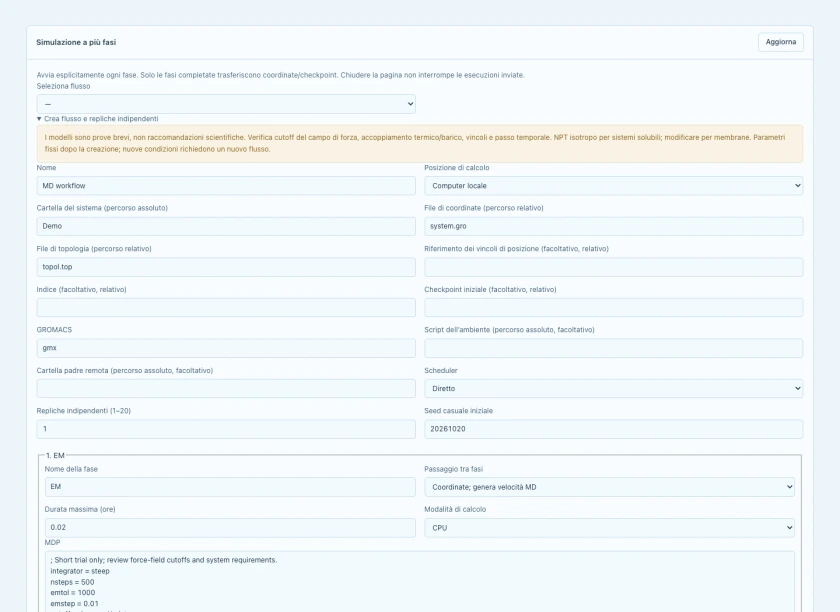 Simulazione a più fasi
Aggiorna
Avvia esplicitamente ogni fase. Solo le fasi completate trasferiscono coordinate/checkpoint. Chiudere la pagina non interrompe le esecuzioni inviate.
Seleziona flusso
—
▼ Crea flusso e repliche indipendenti
I modelli sono prove brevi, non raccomandazioni scientifiche. Verifica cutoff del campo di forza, accoppiamento termico/barico, vincoli e passo temporale. NPT isotropo per sistemi solubili; modificare per membrane. Parametri
fissi dopo la creazione; nuove condizioni richiedono un nuovo flusso.
Nome
Posizione di calcolo
MD workflow
Computer locale
Cartella del sistema (percorso assoluto)
File di coordinate (percorso relativo)
Demo
system.gro
File di topologia (percorso relativo)
Riferimento dei vincoli di posizione (facoltativo, relativo)
topol.top
Indice (facoltativo, relativo)
Checkpoint iniziale (facoltativo, relativo)
GROMACS
Script dell'ambiente (percorso assoluto, facoltativo)
gmx
Cartella padre remota (percorso assoluto, facoltativo)
Scheduler
Diretto
Repliche indipendenti (1–20)
Seed casuale iniziale
1
20261020
1. EM
Nome della fase
Passaggio tra fasi
EM
Coordinate; genera velocità MD
Durata massima (ore)
Modalità di calcolo
0.02
CPU
MDP
; Short trial only; review force-field cutoffs and system requirements.
integrator = steep
nsteps = 500
emtol = 1000
emstep = 0.01